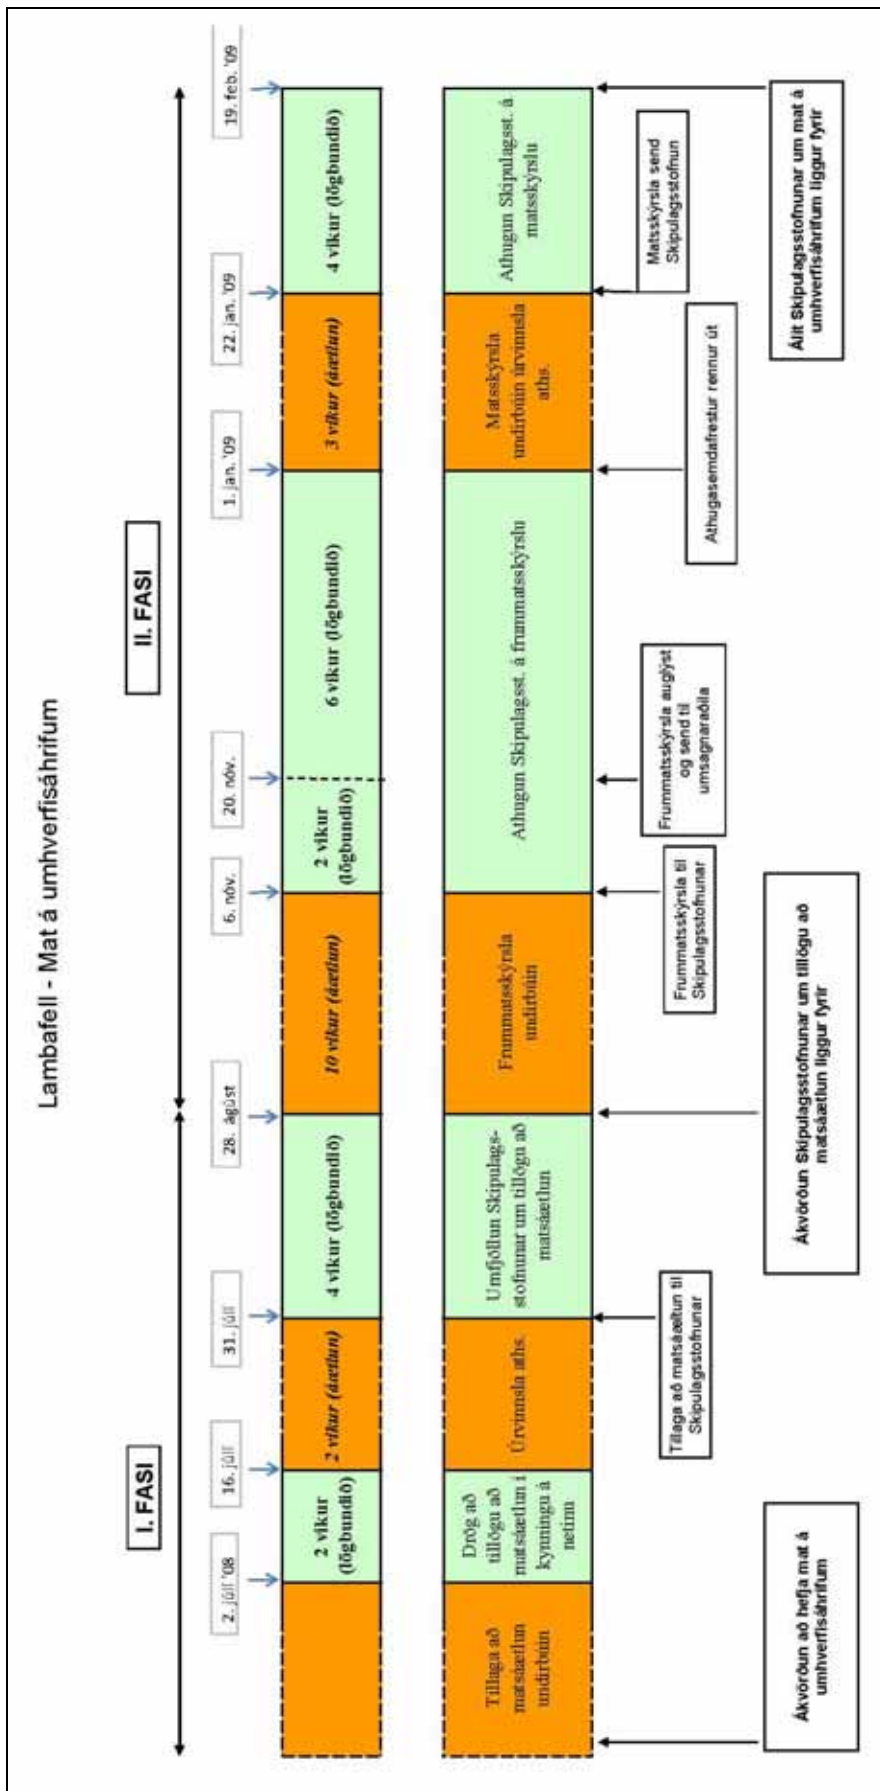 Lambafell - Mat á umhverfisáhrifum
I. FASI
II. FASI
2. júlí '08
16. júlí
31. júlí
28. ágúst
6. nóv.
20. nóv.
1. jan. '09
22. jan. '09
19. feb. '09
2 vikur
(lögbundið)
2 vikur (áætlun)
4 vikur (lögbundið)
10 vikur (áætlun)
2 vikur
(lögbundið)
6 vikur (lögbundið)
3 vikur (áætlun)
4 vikur (lögbundið)
Tillaga að
matsáætlun
undirbúin
Drög að
tillögu að
matsáætlun í
kynningu á
netinu
Úrvinnsla aths.
Umfjöllun Skipulags-
stofnunar um tillögu að
matsáætlun
Frummatsskýrsla
undirbúin
Athugun Skipulagsst. á frummatsskýrslu
Matsskýrsla
undirbúin úrvinnsla
aths.
Athugun Skipulagsst. á
matsskýrslu
Tillaga að matsáæltun til
Skipulagsstofnunar
Frummatsskýrsla til
Skipulagsstofnunar
Frummatsskýrsla auglýst
og send til
umsagnaraðila
Athugasemdafrestur rennur út
Matsskýrsla send
Skipulagsstofnun
Ákvörðun að hefja mat á
umhverfisáhrifum
Ákvörðun Skipulagsstofnunar um tillögu að
matsáætlun liggur fyrir
Álit Skipulagsstofnunar um mat á
umhverfisáhrifum liggur fyrir